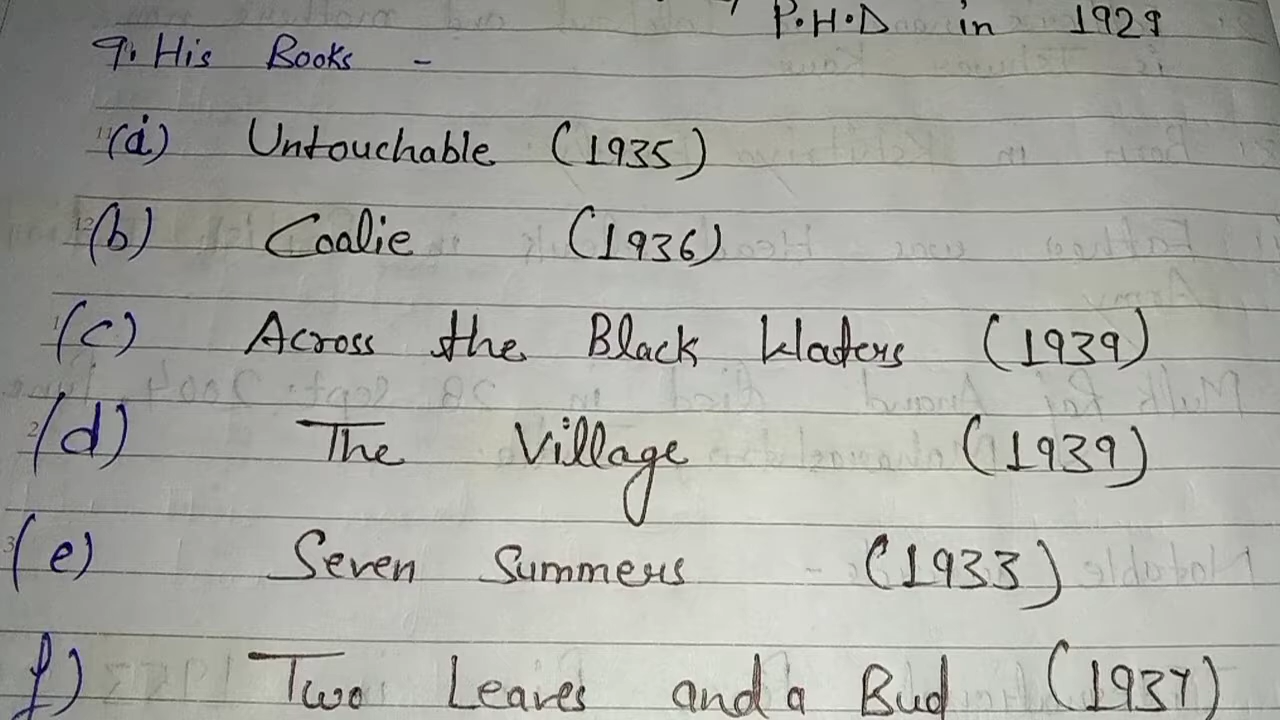 P.H.D in 1929
9. His Books -
(a) Untouchable (1935)
(b) Coalie (1936)
(c) Across the Black Waters (1939)
(d) The Village (1939)
(e) Seven Summers (1933)
f) Two Leaves and a Bud (1937)